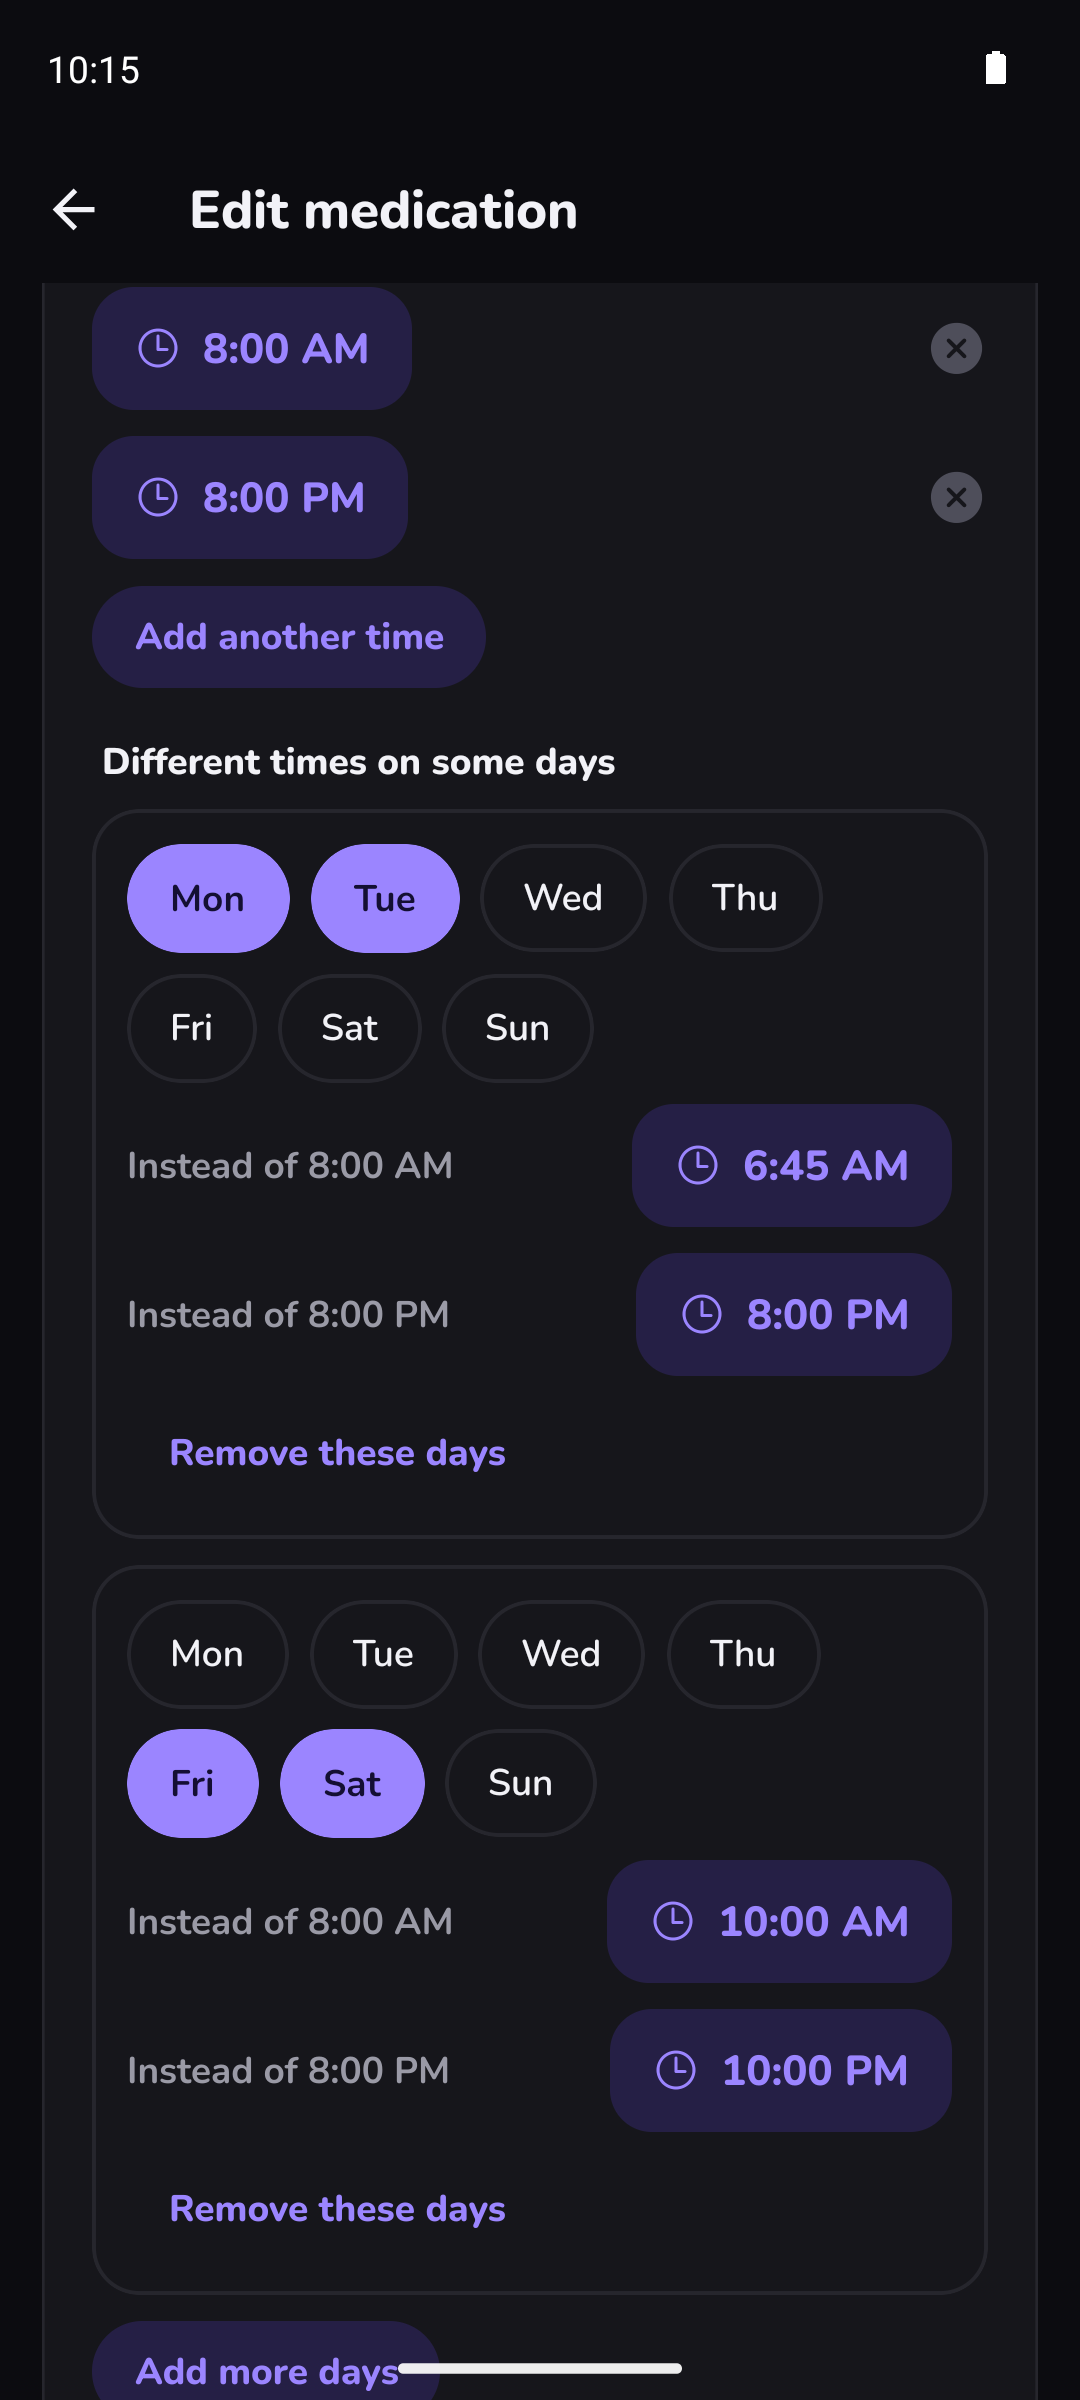 10:15
Edit medication
8:00 AM
8:00 PM
Add another time
Different times on some days
Mon Tue Wed Thu
Fri Sat Sun
Instead of 8:00 AM 6:45 AM
Instead of 8:00 PM 8:00 PM
Remove these days
Mon Tue Wed Thu
Fri Sat Sun
Instead of 8:00 AM 10:00 AM
Instead of 8:00 PM 10:00 PM
Remove these days
Add more days